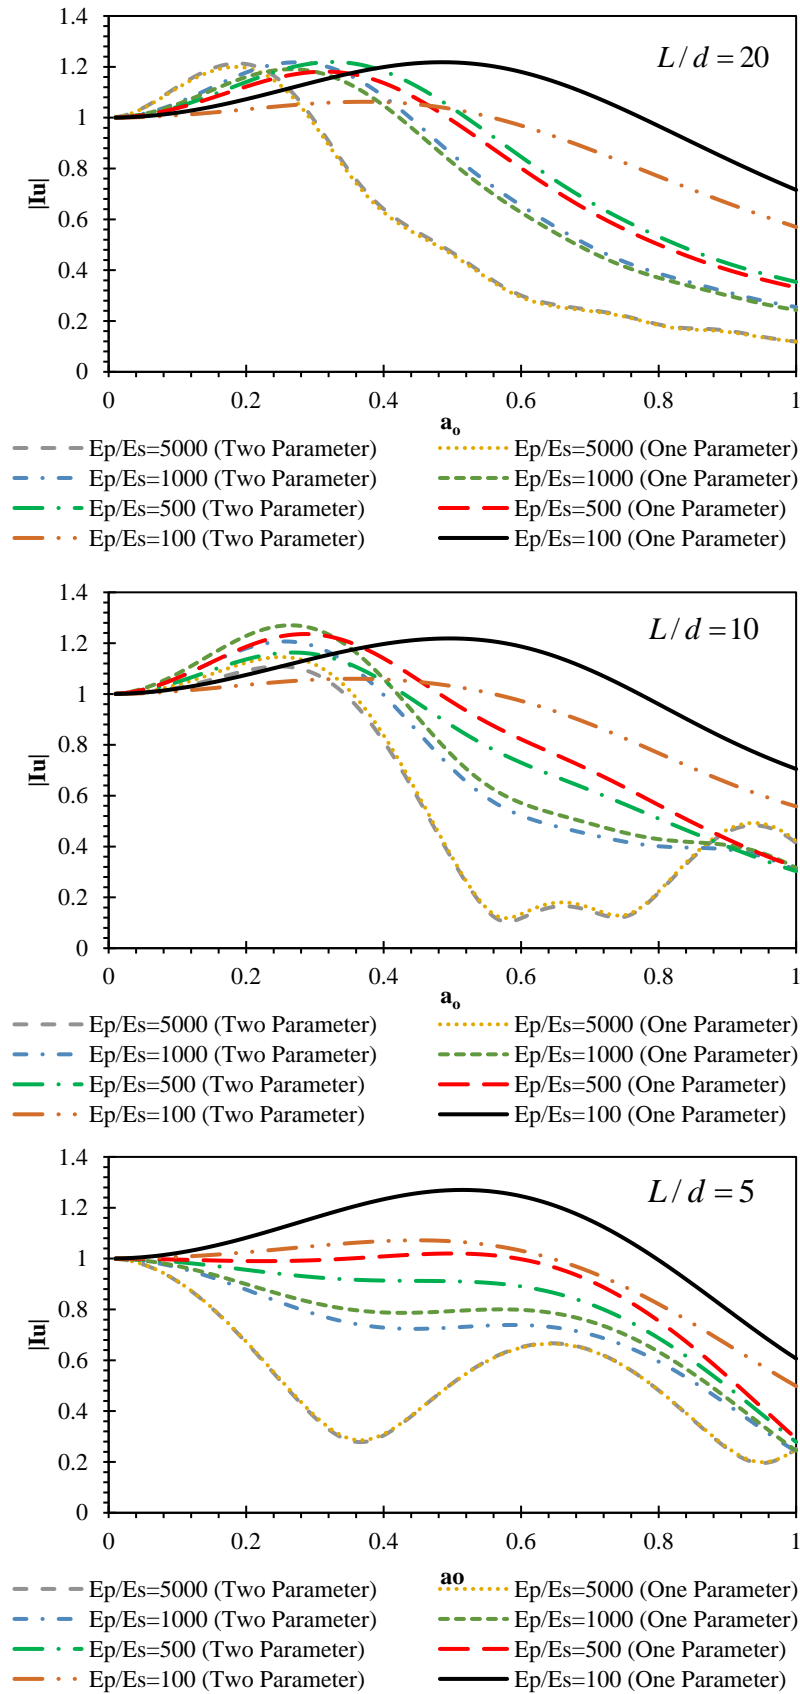 1.4
1.2
1
0.8
0.6
0.4
0.2
0
|Iu|
L/d = 20
0 0.2 0.4 0.6 0.8 1
a₀
Ep/Es=5000 (Two Parameter) Ep/Es=5000 (One Parameter)
Ep/Es=1000 (Two Parameter) Ep/Es=1000 (One Parameter)
Ep/Es=500 (Two Parameter) Ep/Es=500 (One Parameter)
Ep/Es=100 (Two Parameter) Ep/Es=100 (One Parameter)
1.4
1.2
1
0.8
0.6
0.4
0.2
0
|Iu|
L/d = 10
0 0.2 0.4 0.6 0.8 1
a₀
Ep/Es=5000 (Two Parameter) Ep/Es=5000 (One Parameter)
Ep/Es=1000 (Two Parameter) Ep/Es=1000 (One Parameter)
Ep/Es=500 (Two Parameter) Ep/Es=500 (One Parameter)
Ep/Es=100 (Two Parameter) Ep/Es=100 (One Parameter)
1.4
1.2
1
0.8
0.6
0.4
0.2
0
|Iu|
L/d = 5
0 0.2 0.4 0.6 0.8 1
ao
Ep/Es=5000 (Two Parameter) Ep/Es=5000 (One Parameter)
Ep/Es=1000 (Two Parameter) Ep/Es=1000 (One Parameter)
Ep/Es=500 (Two Parameter) Ep/Es=500 (One Parameter)
Ep/Es=100 (Two Parameter) Ep/Es=100 (One Parameter)